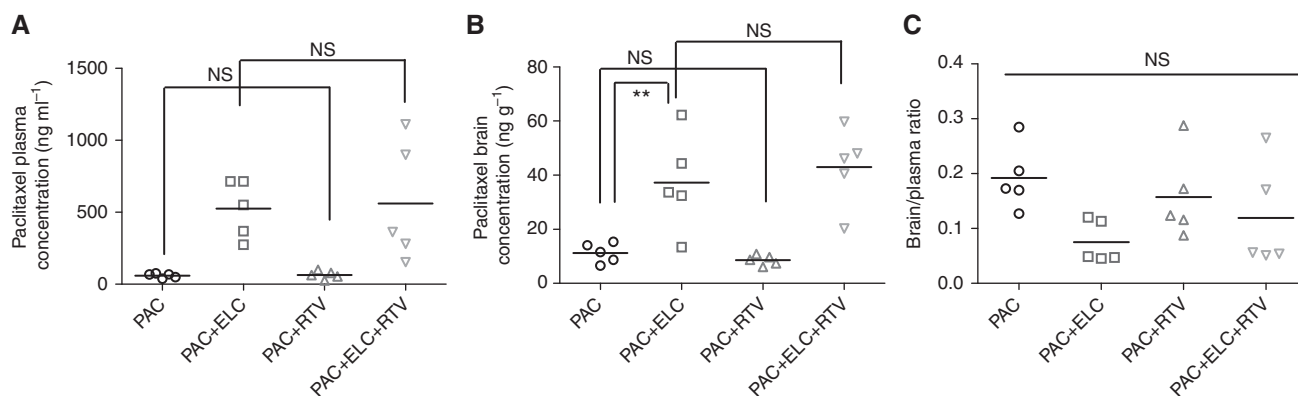 A
Paclitaxel plasma
concentration (ng ml⁻¹)
1500
1000
500
0
NS
NS
PAC
PAC+ELC
PAC+RTV
PAC+ELC+RTV
B
Paclitaxel brain
concentration (ng g⁻¹)
80
60
40
20
0
NS
NS
**
PAC
PAC+ELC
PAC+RTV
PAC+ELC+RTV
C
Brain/plasma ratio
0.4
0.3
0.2
0.1
0.0
NS
PAC
PAC+ELC
PAC+RTV
PAC+ELC+RTV